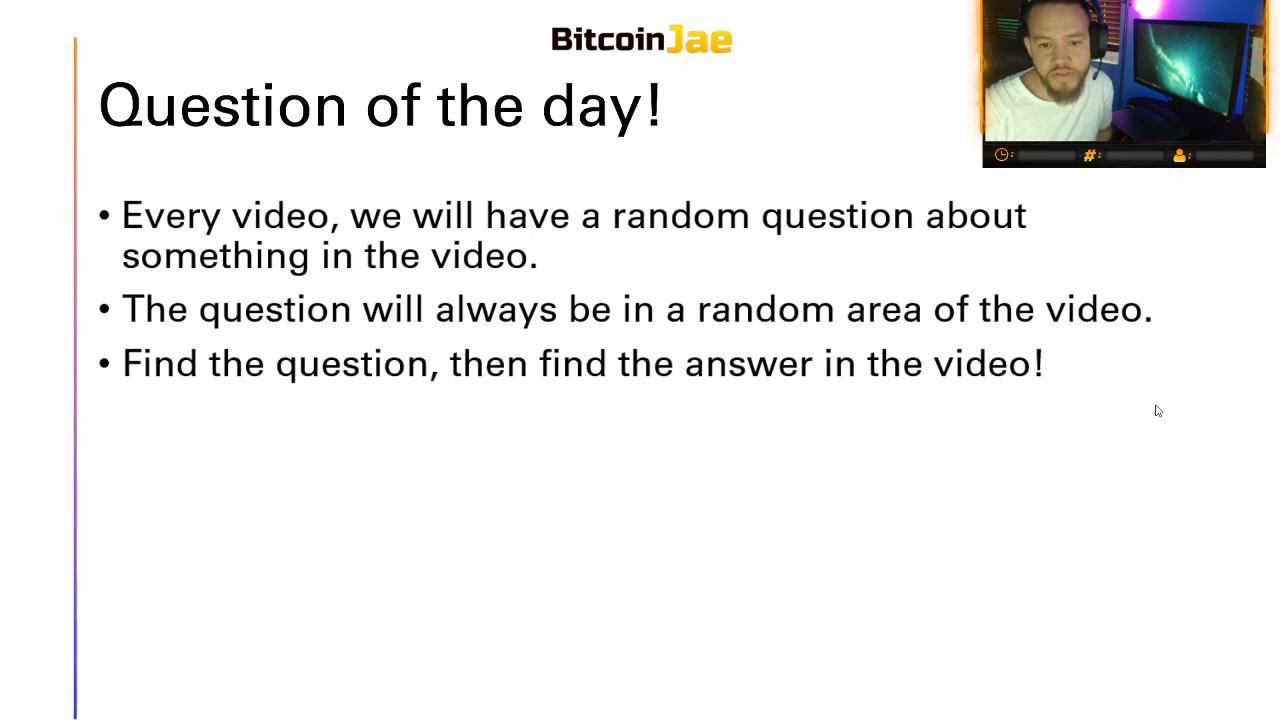 BitcoinJae
Question of the day!
• Every video, we will have a random question about
something in the video.
• The question will always be in a random area of the video.
• Find the question, then find the answer in the video!
#: